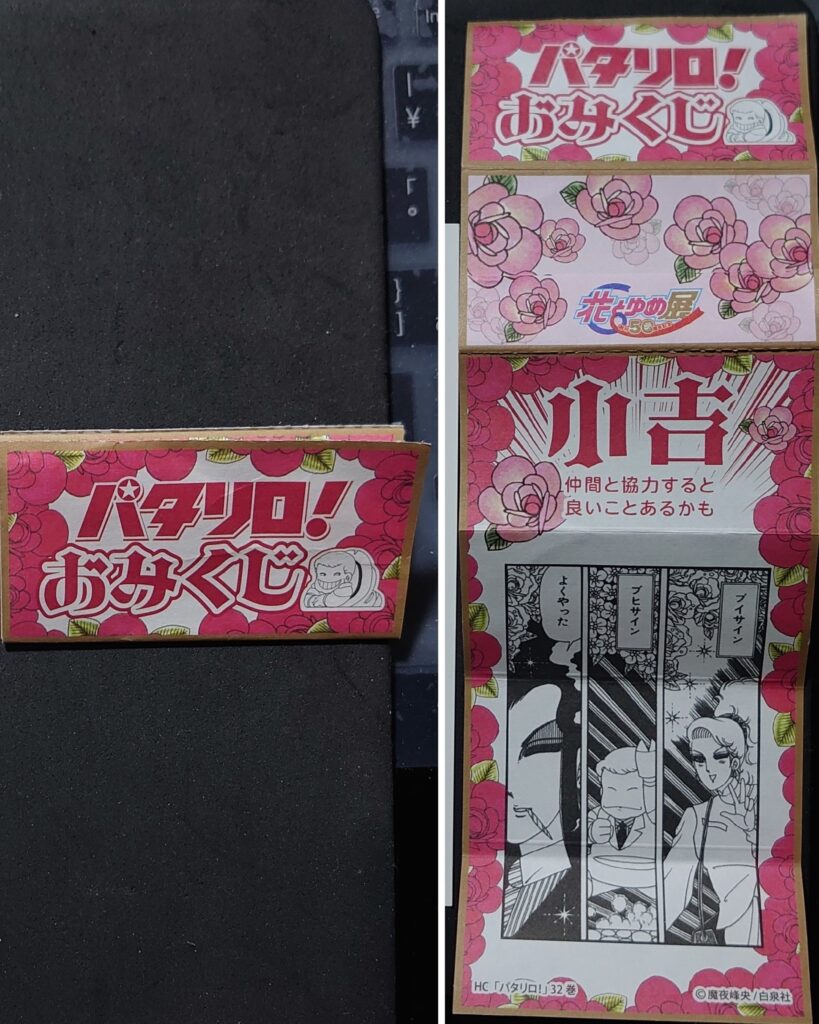 In
|
¥
「
°
}
]
パタリロ!
おみくじ
パタリロ!
おみくじ
花とゆめ展
50
小吉
仲間と協力すると
良いことあるかも
ブイサイン
ブヒサイン
よくやった
HC「パタリロ!」32巻
©魔夜峰央/白泉社